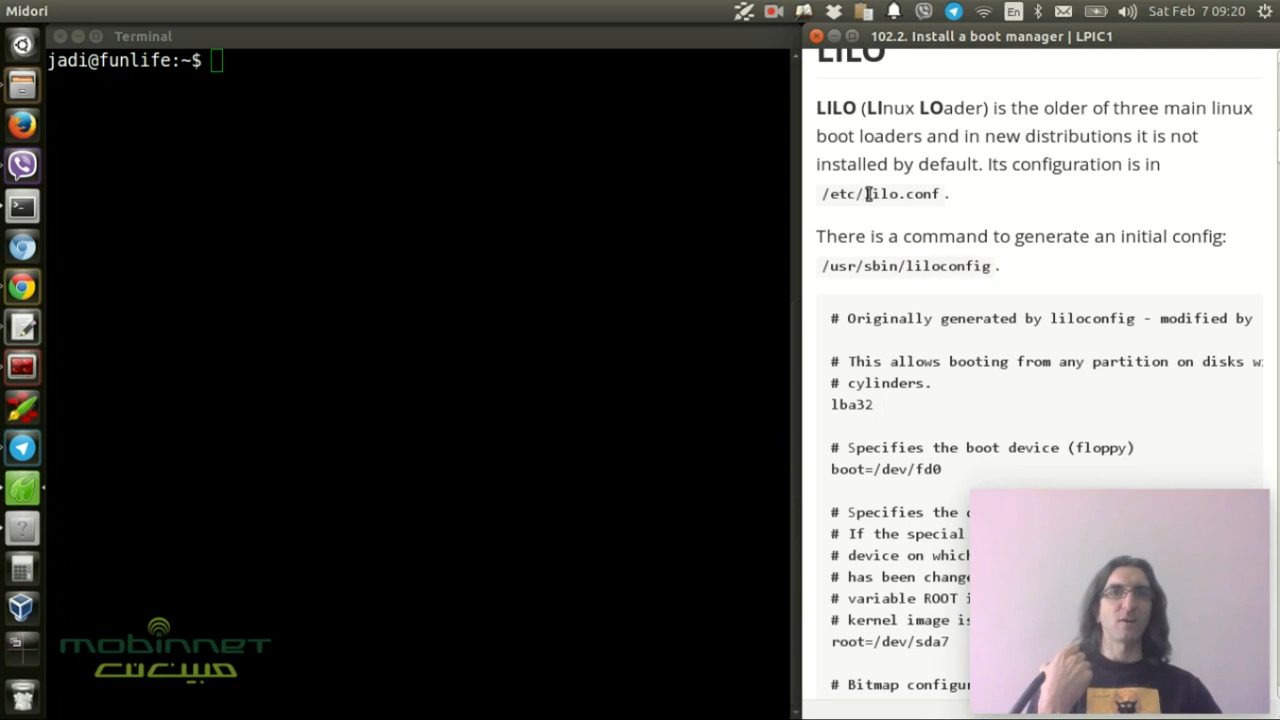 Midori
En
Sat Feb 7 09:20
Terminal
jadi@funlife:~$
102.2. Install a boot manager | LPIC1
LILO
LILO (LInux LOader) is the older of three main linux
boot loaders and in new distributions it is not
installed by default. Its configuration is in
/etc/lilo.conf .
There is a command to generate an initial config:
/usr/sbin/liloconfig .
# Originally generated by liloconfig - modified by
# This allows booting from any partition on disks w
# cylinders.
lba32
# Specifies the boot device (floppy)
boot=/dev/fd0
# Specifies the
# If the special
# device on which
# has been change
# variable ROOT
# kernel image is
root=/dev/sda7
# Bitmap configu
mobinnet
مبین نت